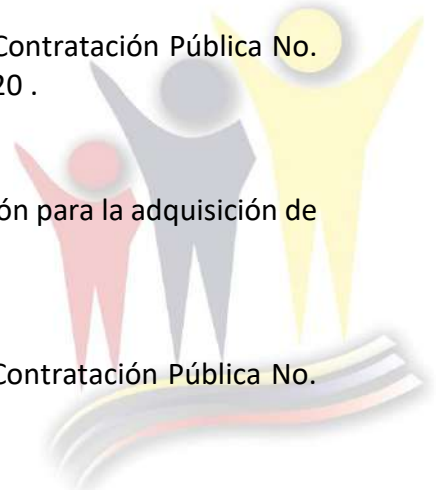 Contratación Pública No.
20 .
ón para la adquisición de
Contratación Pública No.